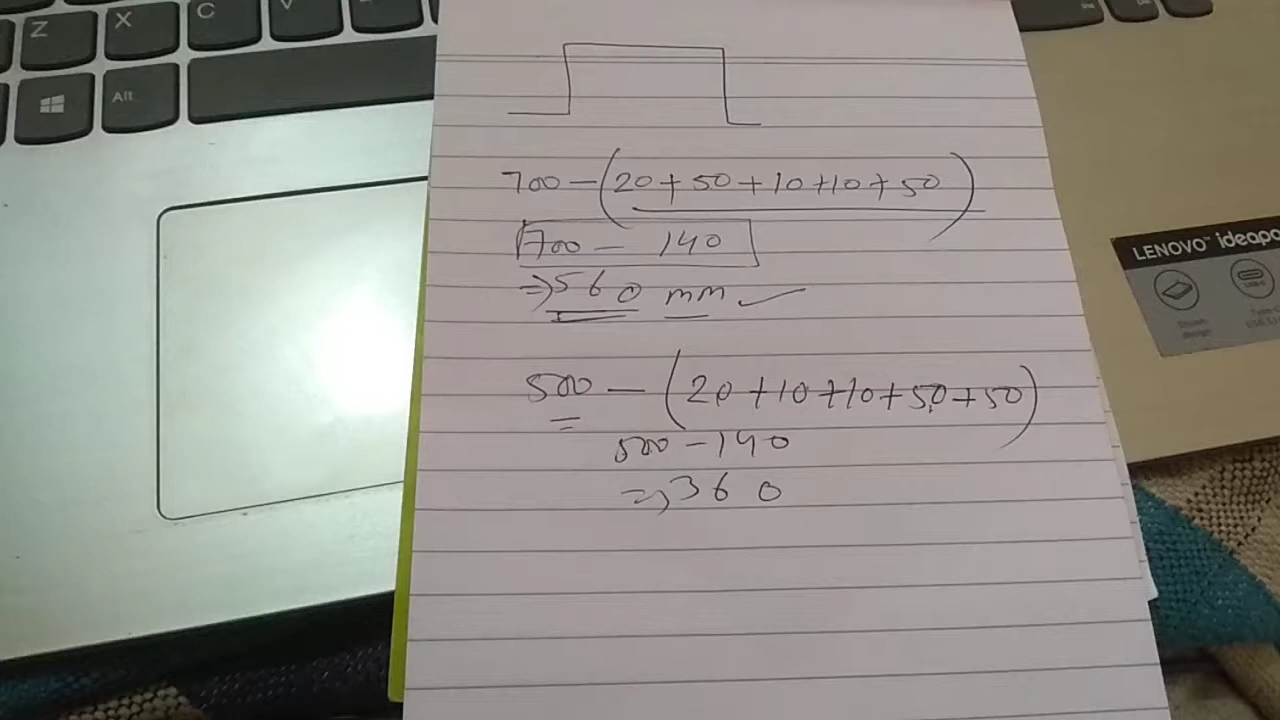 Z X C V
Alt
700 - (20 + 50 + 10 + 10 + 50)
700 - 140
⇒ 560 mm ✓
500 - (20 + 10 + 10 + 50 + 50)
500 - 140
⇒ 360
LENOVO™ ideapa